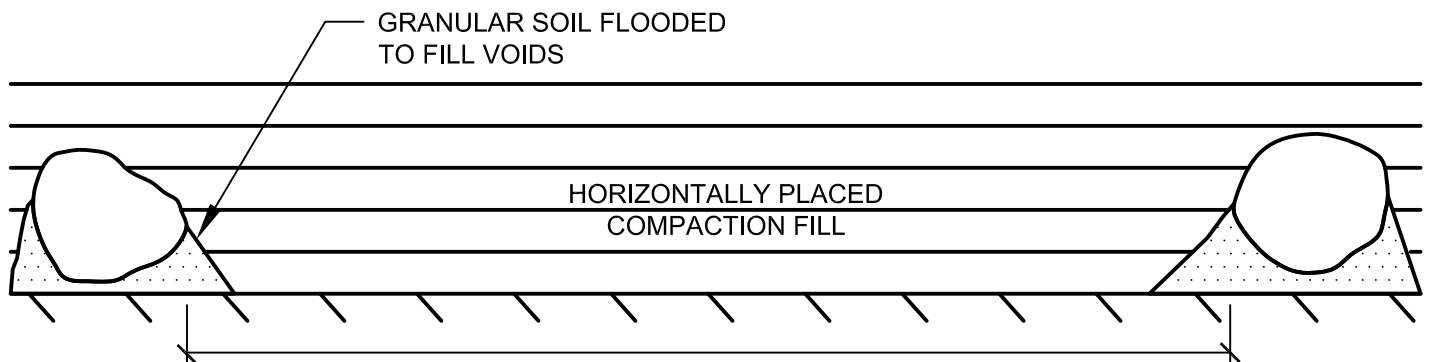 GRANULAR SOIL FLOODED
TO FILL VOIDS
HORIZONTALLY PLACED
COMPACTION FILL